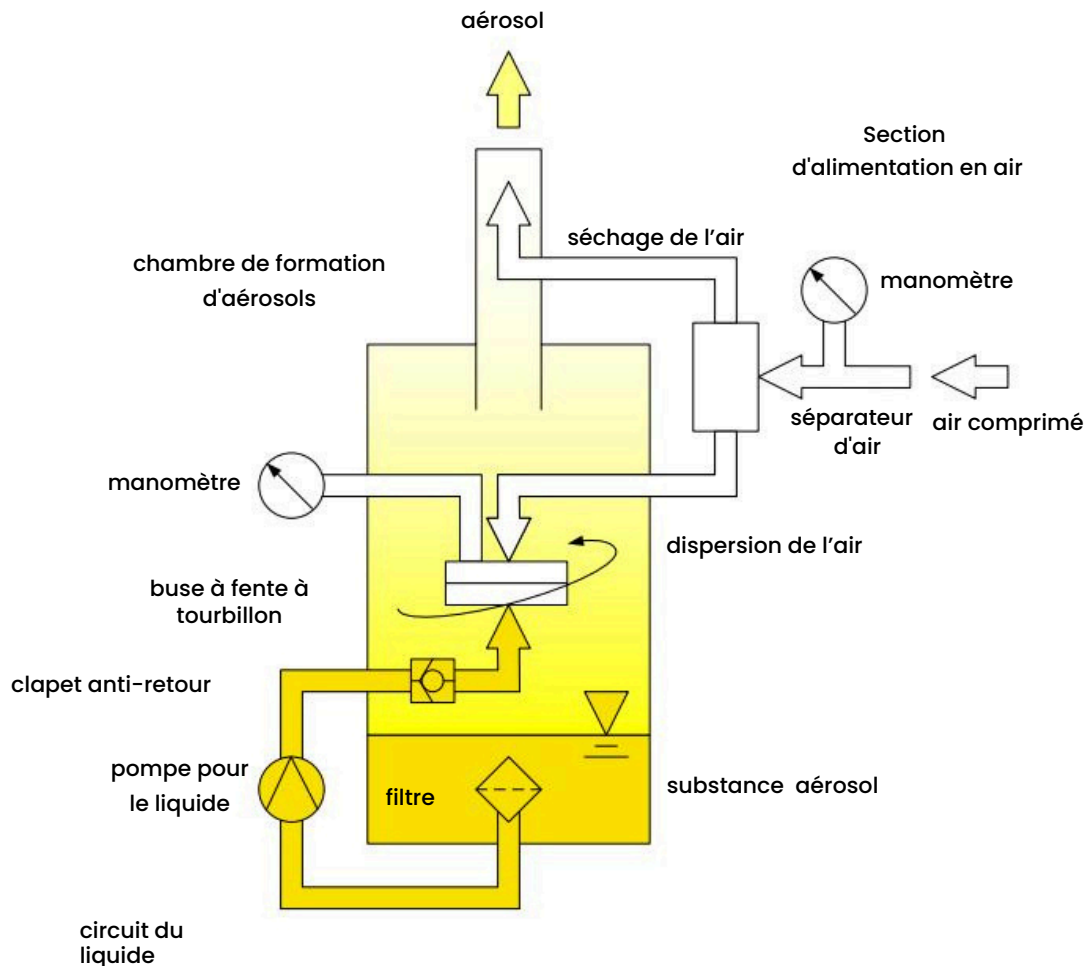 aérosol
Section
d'alimentation en air
séchage de l’air
chambre de formation
d'aérosols
manomètre
séparateur
d'air
air comprimé
manomètre
dispersion de l’air
buse à fente à
tourbillon
clapet anti-retour
pompe pour
le liquide
filtre
substance aérosol
circuit du
liquide